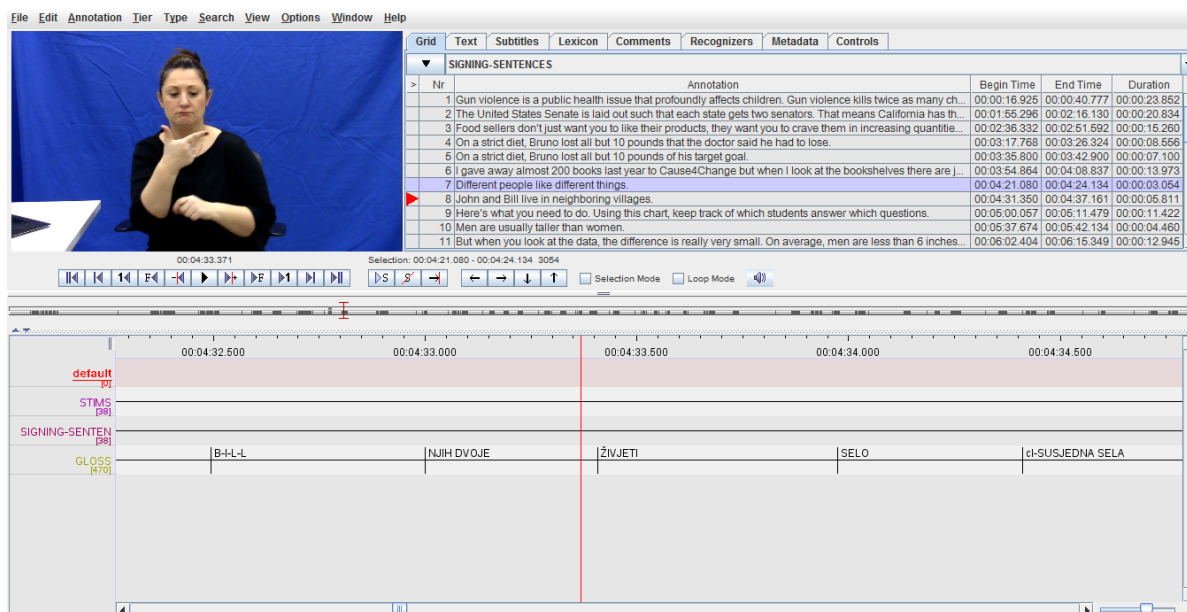 File Edit Annotation Tier Type Search View Options Window Help
Grid Text Subtitles Lexicon Comments Recognizers Metadata Controls
▼ SIGNING-SENTENCES
> Nr Annotation Begin Time End Time Duration
1 Gun violence is a public health issue that profoundly affects children. Gun violence kills twice as many ch... 00:00:16.925 00:00:40.777 00:00:23.852
2 The United States Senate is laid out such that each state gets two senators. That means California has th... 00:01:55.296 00:02:16.130 00:00:20.834
3 Food sellers don't just want you to like their products, they want you to crave them in increasing quantitie... 00:02:36.332 00:02:51.592 00:00:15.260
4 On a strict diet, Bruno lost all but 10 pounds that the doctor said he had to lose. 00:03:17.768 00:03:26.324 00:00:08.556
5 On a strict diet, Bruno lost all but 10 pounds of his target goal. 00:03:35.800 00:03:42.900 00:00:07.100
6 I gave away almost 200 books last year to Cause4Change but when I look at the bookshelves there are j... 00:03:54.864 00:04:08.837 00:00:13.973
7 Different people like different things. 00:04:21.080 00:04:24.134 00:00:03.054
8 John and Bill live in neighboring villages. 00:04:31.350 00:04:37.161 00:00:05.811
9 Here's what you need to do. Using this chart, keep track of which students answer which questions. 00:05:00.057 00:05:11.479 00:00:11.422
10 Men are usually taller than women. 00:05:37.674 00:05:42.134 00:00:04.460
11 But when you look at the data, the difference is really very small. On average, men are less than 6 inches... 00:06:02.404 00:06:15.349 00:00:12.945
00:04:33.371 Selection: 00:04:21.080 - 00:04:24.134 3054
Selection Mode Loop Mode
00:04:32.500 00:04:33.000 00:04:33.500 00:04:34.000 00:04:34.500
default
[0]
STIMS
[38]
SIGNING-SENTEN
[38]
GLOSS B-I-L-L NJIH DVOJE ŽIVJETI SELO cl-SUSJEDNA SELA
[470]